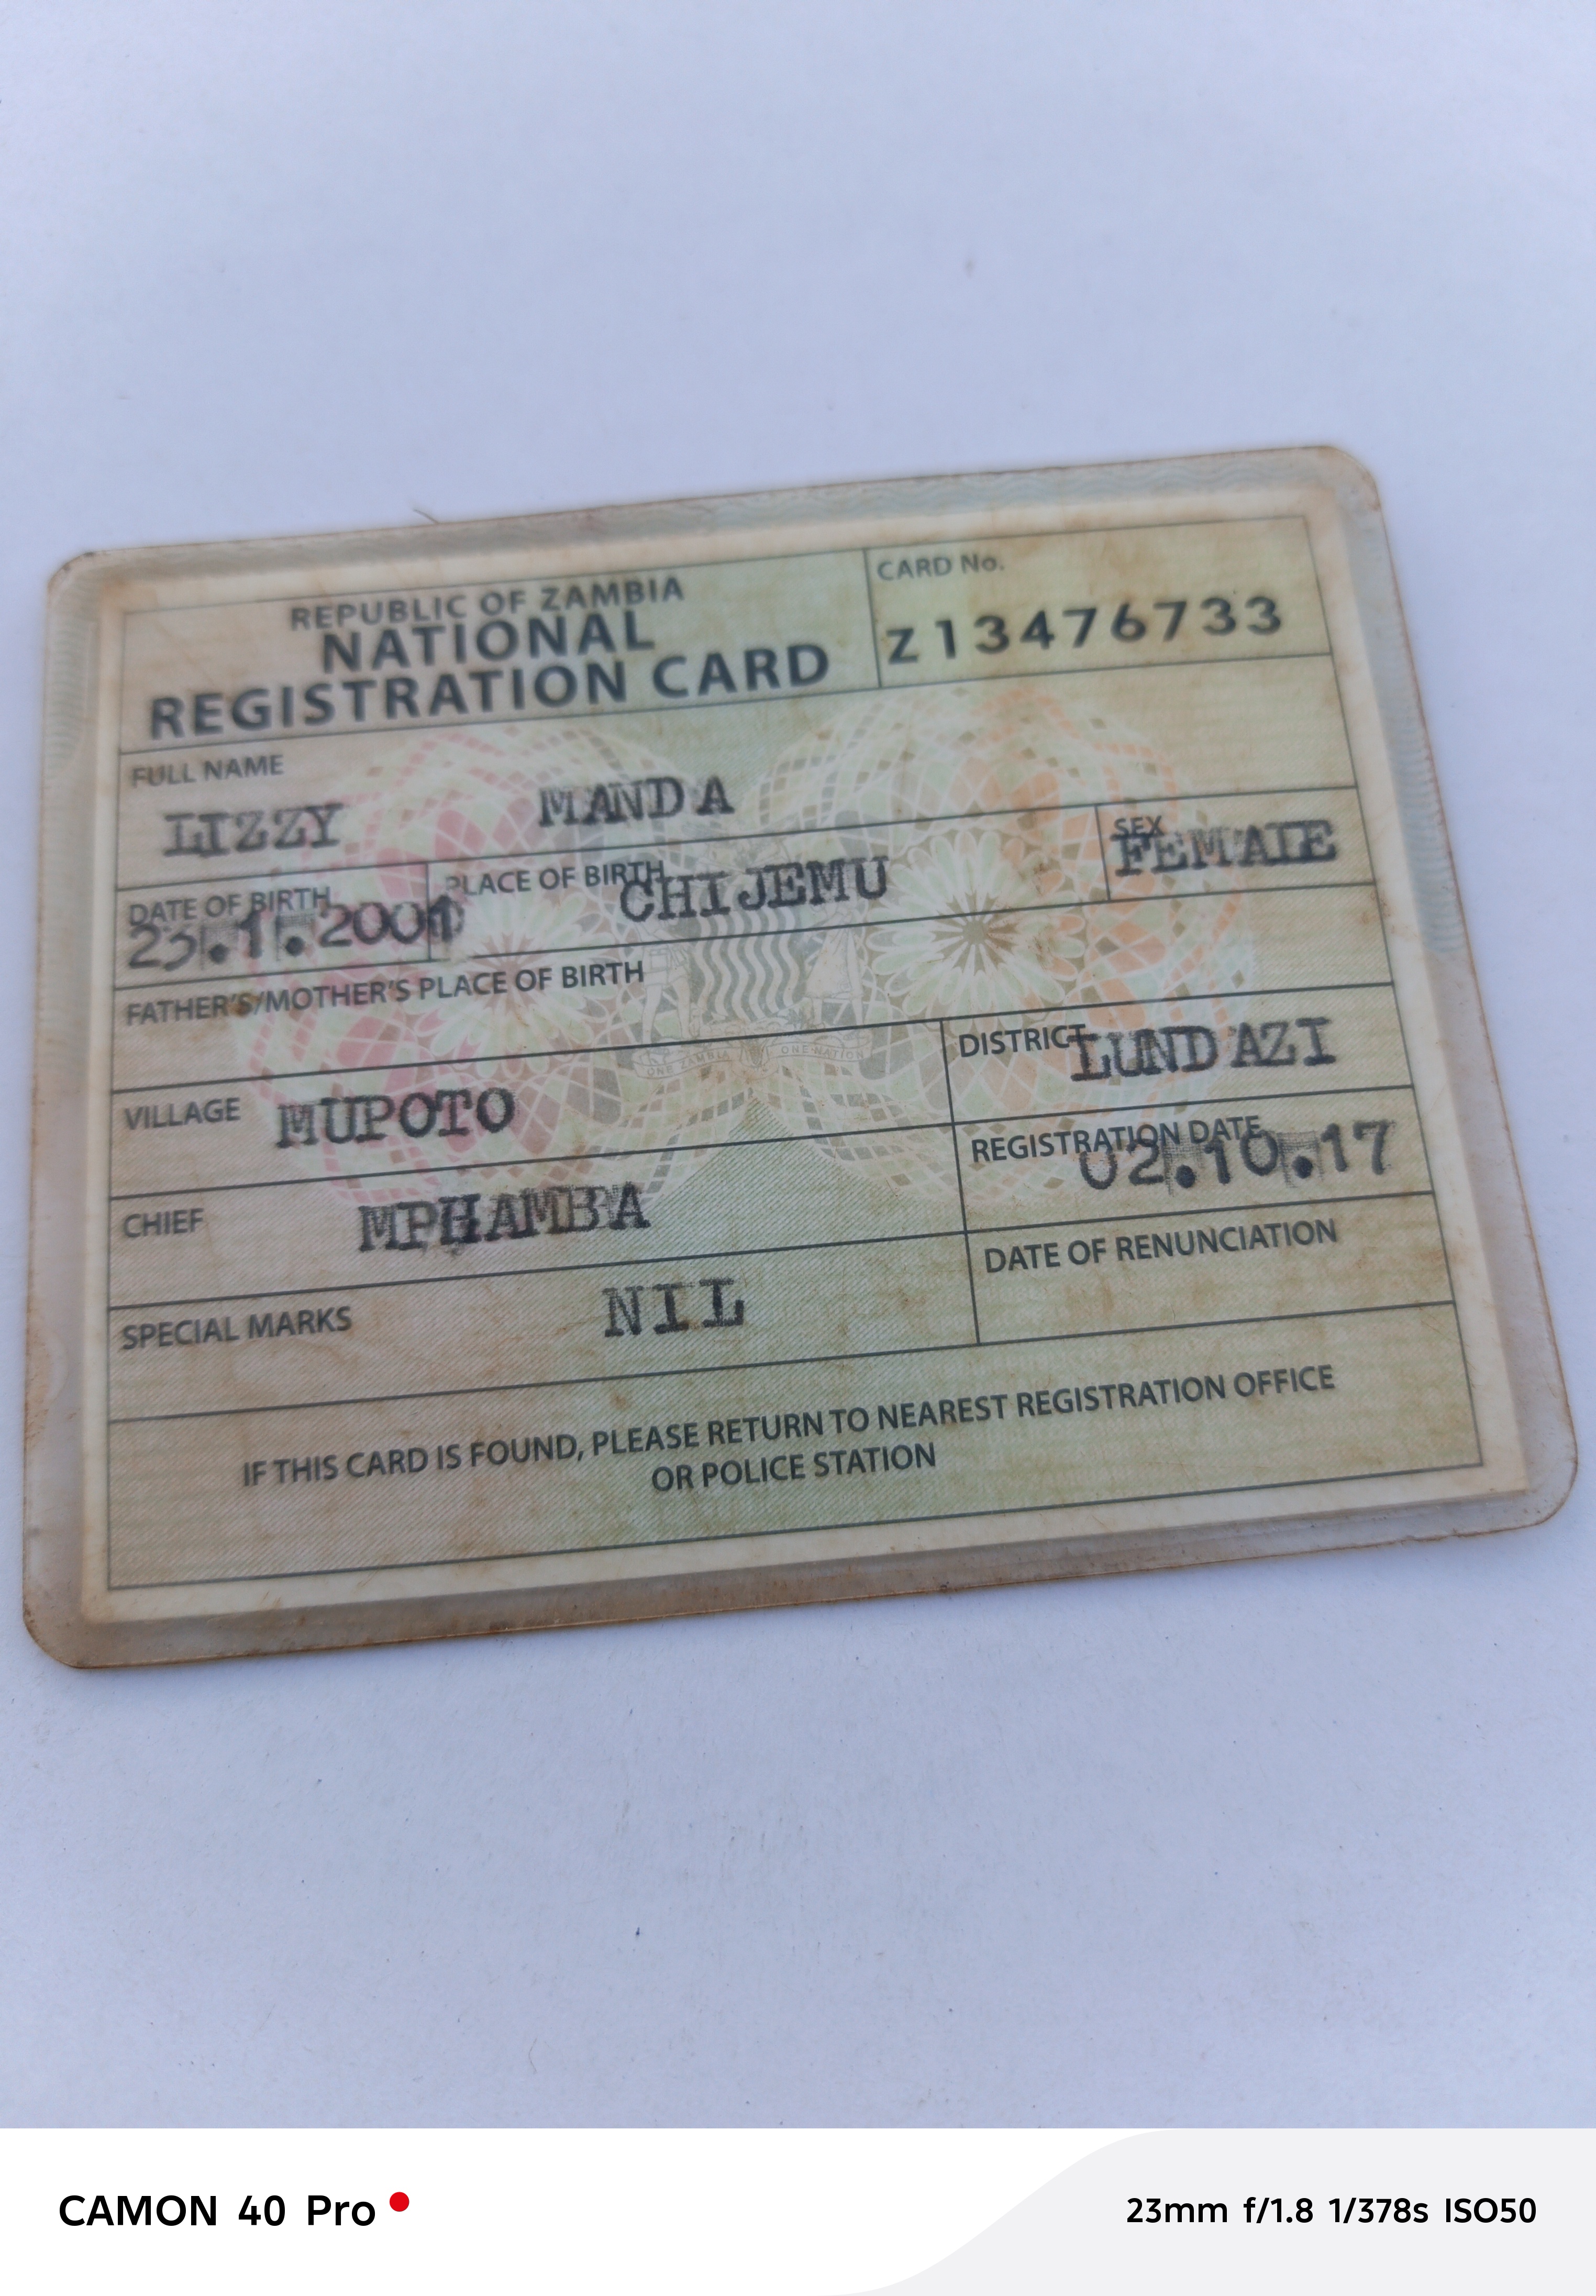 REPUBLIC OF ZAMBIA
NATIONAL
REGISTRATION CARD
CARD No.
Z13476733
FULL NAME
LIZZY MANDA
SEX
FEMALE
DATE OF BIRTH
PLACE OF BIRTH
CHIJEMU
FATHER'S/MOTHER'S PLACE OF BIRTH
ONE ZAMBIA ONE NATION
VILLAGE MUPOTO
DISTRICT LUNDAZI
CHIEF MPHAMBA
REGISTRATION DATE
02.10.17
SPECIAL MARKS NIL
DATE OF RENUNCIATION
IF THIS CARD IS FOUND, PLEASE RETURN TO NEAREST REGISTRATION OFFICE
OR POLICE STATION
CAMON 40 Pro
23mm f/1.8 1/378s ISO50